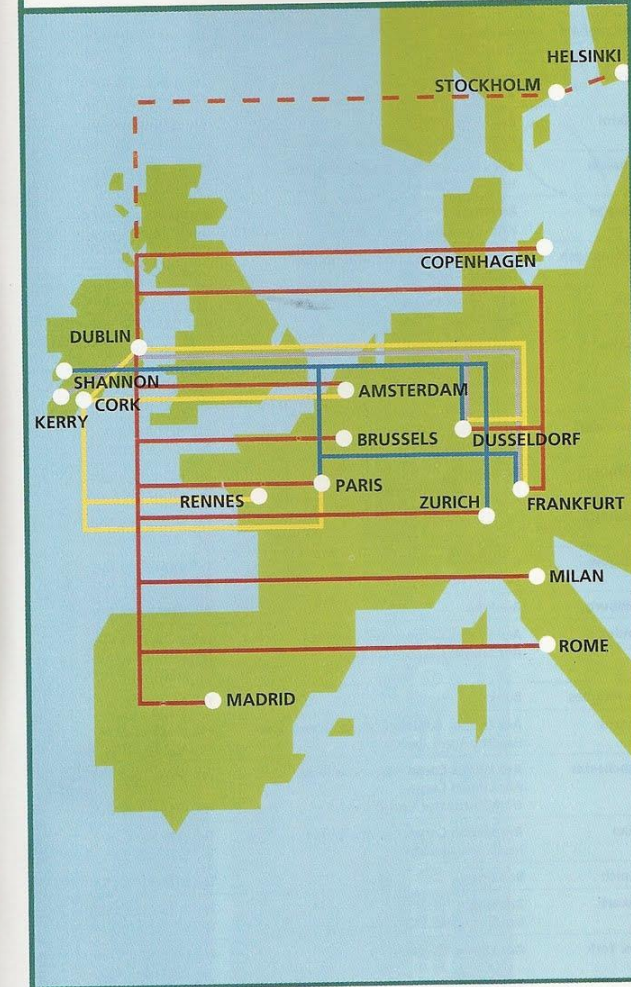 HELSINKI
STOCKHOLM
COPENHAGEN
DUBLIN
SHANNON
CORK
KERRY
AMSTERDAM
BRUSSELS
DUSSELDORF
PARIS
RENNES
ZURICH
FRANKFURT
MILAN
ROME
MADRID